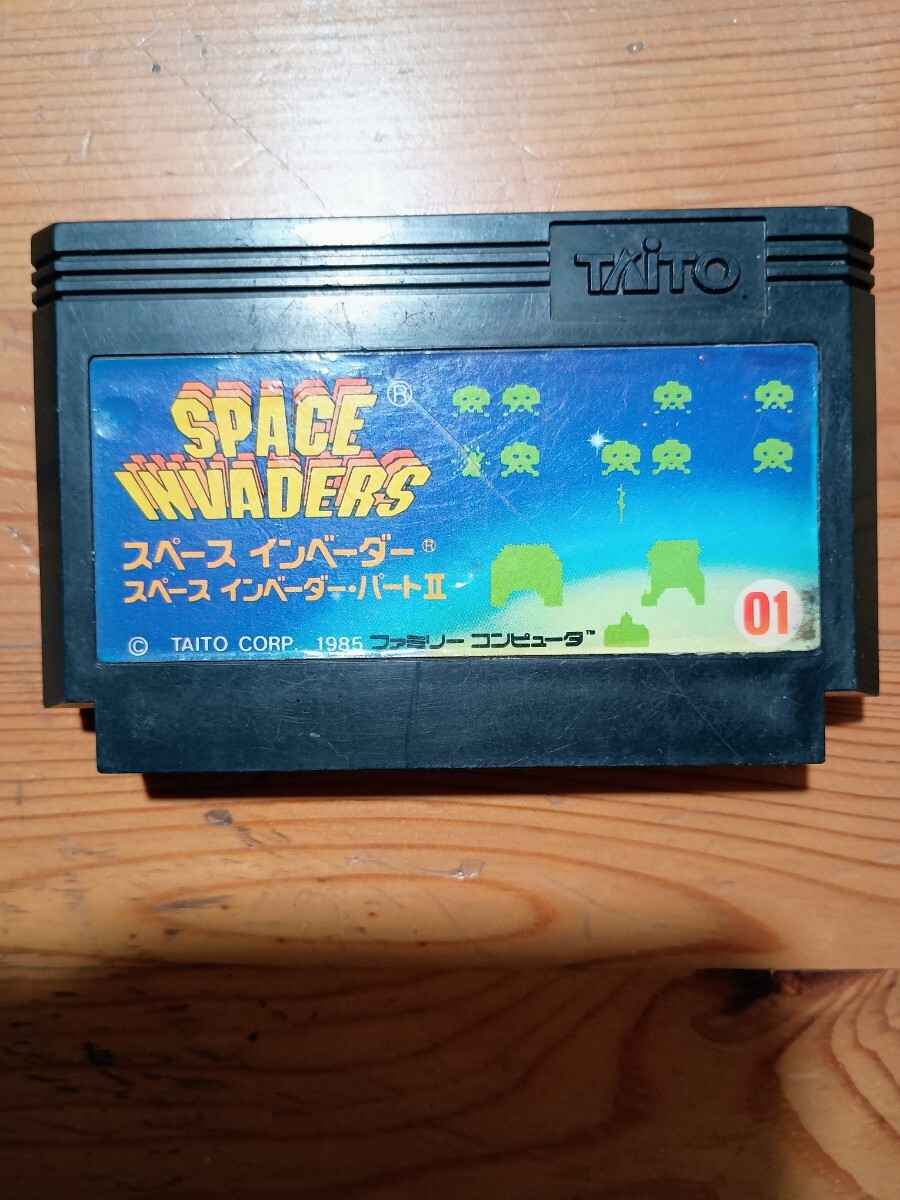 TAITO
SPACE ®
INVADERS
スペース インベーダー®
スペース インベーダー・パートII
01
© TAITO CORP. 1985 ファミリー コンピュータ™